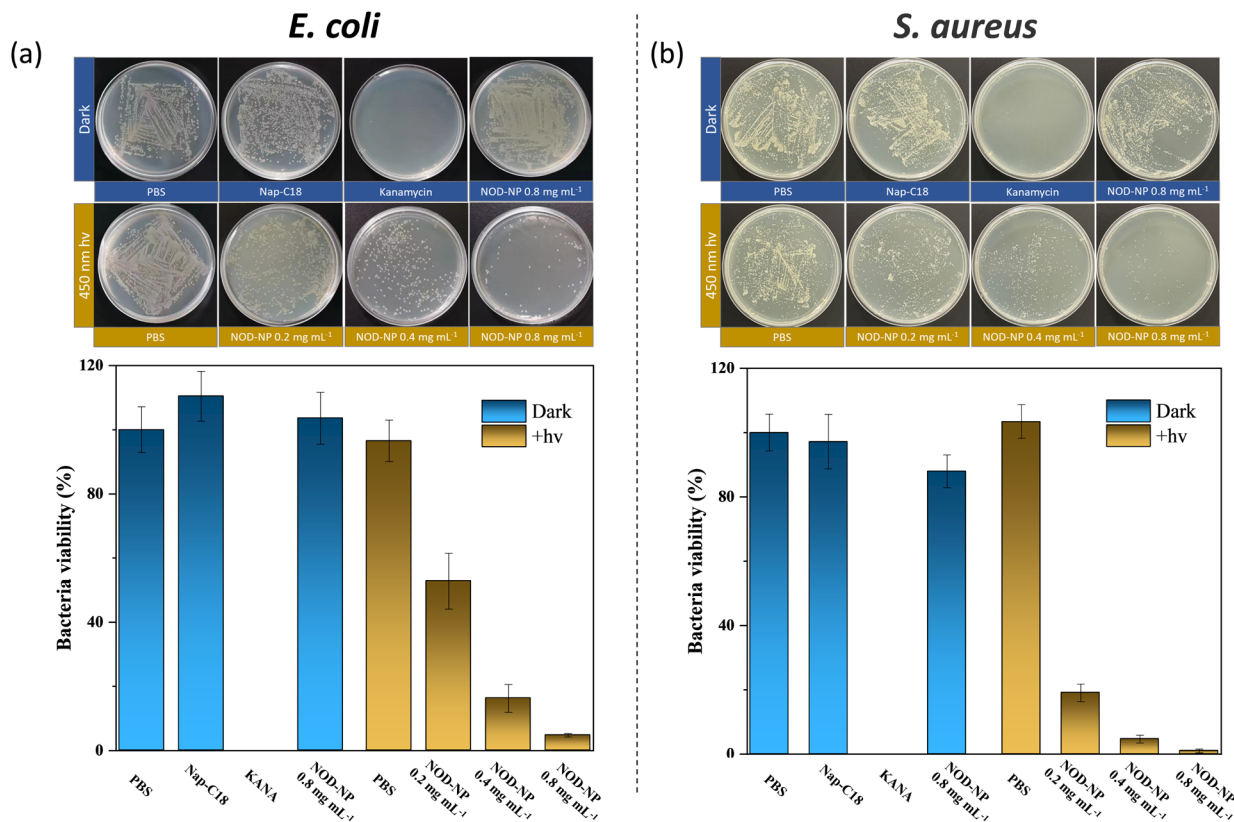 E. coli
(a)
Dark
PBS
Nap-C18
Kanamycin
NOD-NP 0.8 mg mL⁻¹
450 nm hv
PBS
NOD-NP 0.2 mg mL⁻¹
NOD-NP 0.4 mg mL⁻¹
NOD-NP 0.8 mg mL⁻¹
Bacteria viability (%)
120
80
40
0
Dark
+hv
PBS
Nap-C18
KANA
NOD-NP
0.8 mg mL⁻¹
PBS
NOD-NP
0.2 mg mL⁻¹
NOD-NP
0.4 mg mL⁻¹
NOD-NP
0.8 mg mL⁻¹
S. aureus
(b)
Dark
PBS
Nap-C18
Kanamycin
NOD-NP 0.8 mg mL⁻¹
450 nm hv
PBS
NOD-NP 0.2 mg mL⁻¹
NOD-NP 0.4 mg mL⁻¹
NOD-NP 0.8 mg mL⁻¹
Bacteria viability (%)
120
80
40
0
Dark
+hv
PBS
Nap-C18
KANA
NOD-NP
0.8 mg mL⁻¹
PBS
NOD-NP
0.2 mg mL⁻¹
NOD-NP
0.4 mg mL⁻¹
NOD-NP
0.8 mg mL⁻¹